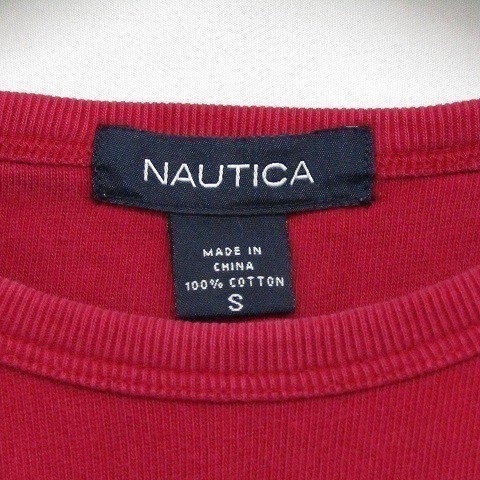 NAUTICA
MADE IN
CHINA
100% COTTON
S